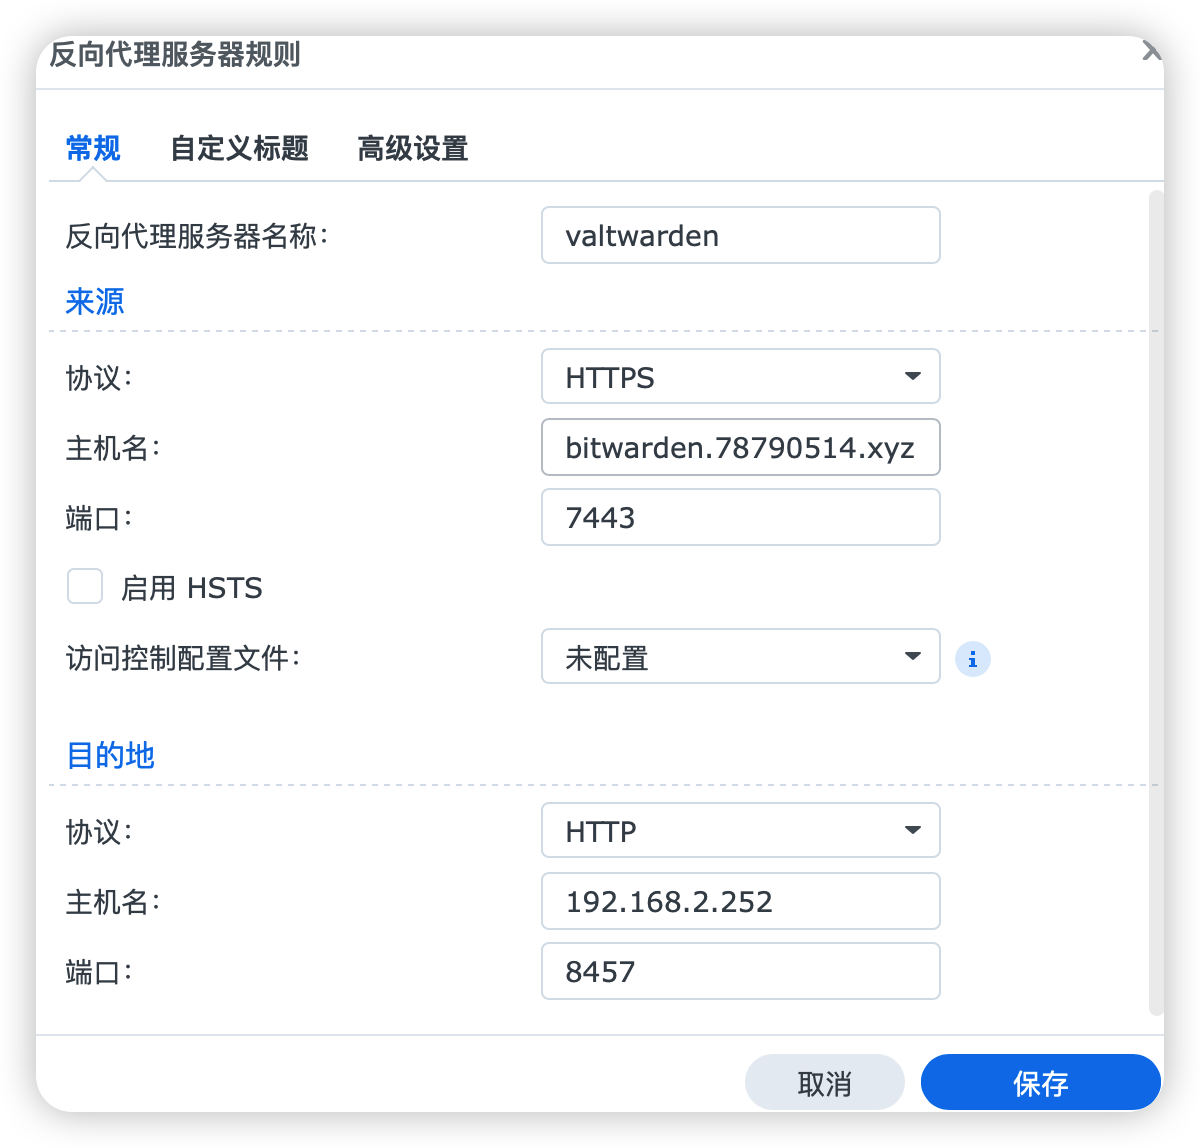 反向代理服务器规则
常规 自定义标题 高级设置
反向代理服务器名称: valtwarden
来源
协议: HTTPS
主机名: bitwarden.78790514.xyz
端口: 7443
启用 HSTS
访问控制配置文件: 未配置
目的地
协议: HTTP
主机名: 192.168.2.252
端口: 8457
取消 保存